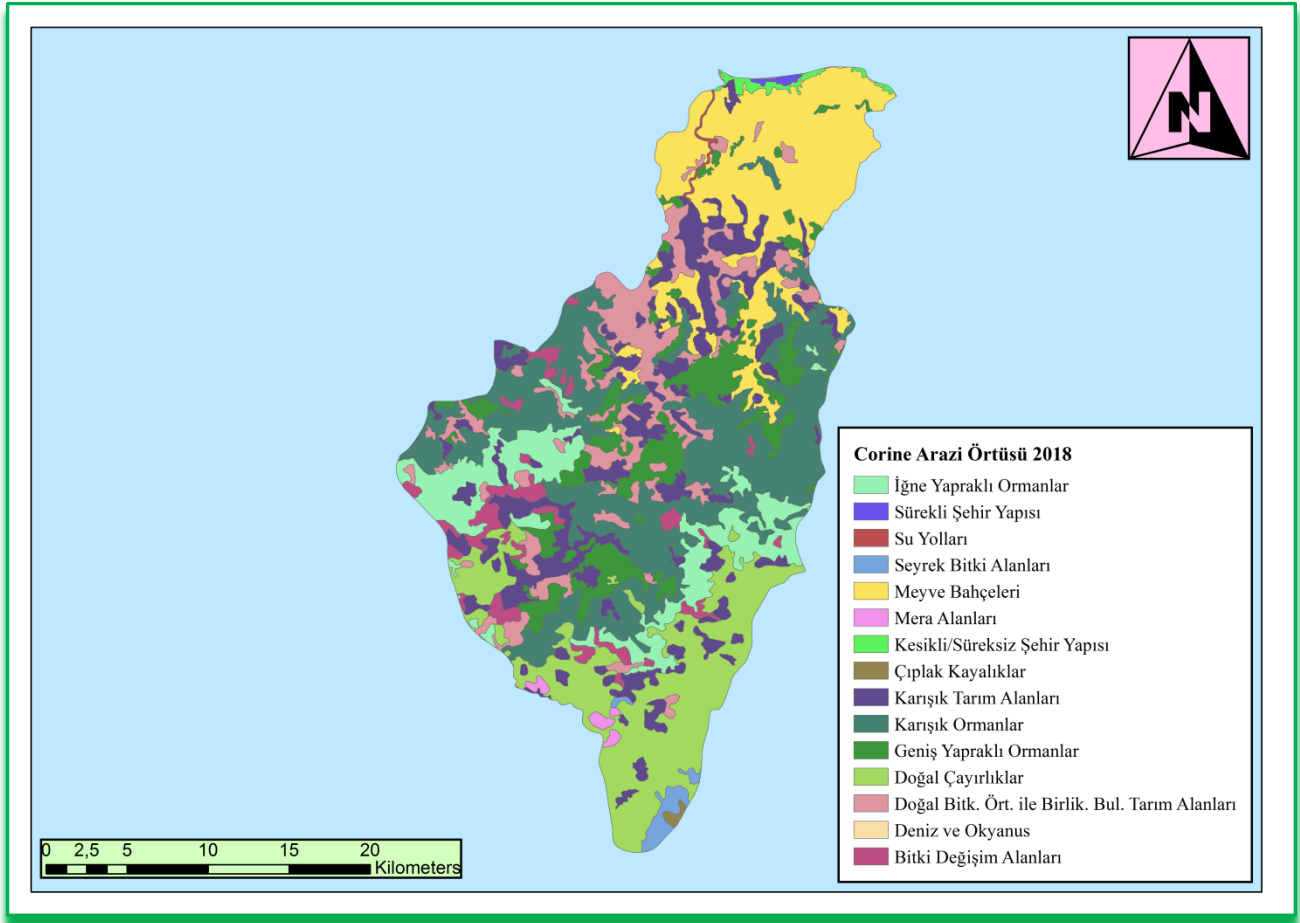 N
Corine Arazi Örtüsü 2018
İğne Yapraklı Ormanlar
Sürekli Şehir Yapısı
Su Yolları
Seyrek Bitki Alanları
Meyve Bahçeleri
Mera Alanları
Kesikli/Süreksiz Şehir Yapısı
Çıplak Kayalıklar
Karışık Tarım Alanları
Karışık Ormanlar
Geniş Yapraklı Ormanlar
Doğal Çayırlıklar
Doğal Bitk. Ört. ile Birlik. Bul. Tarım Alanları
Deniz ve Okyanus
Bitki Değişim Alanları
0 2,5 5 10 15 20
Kilometers